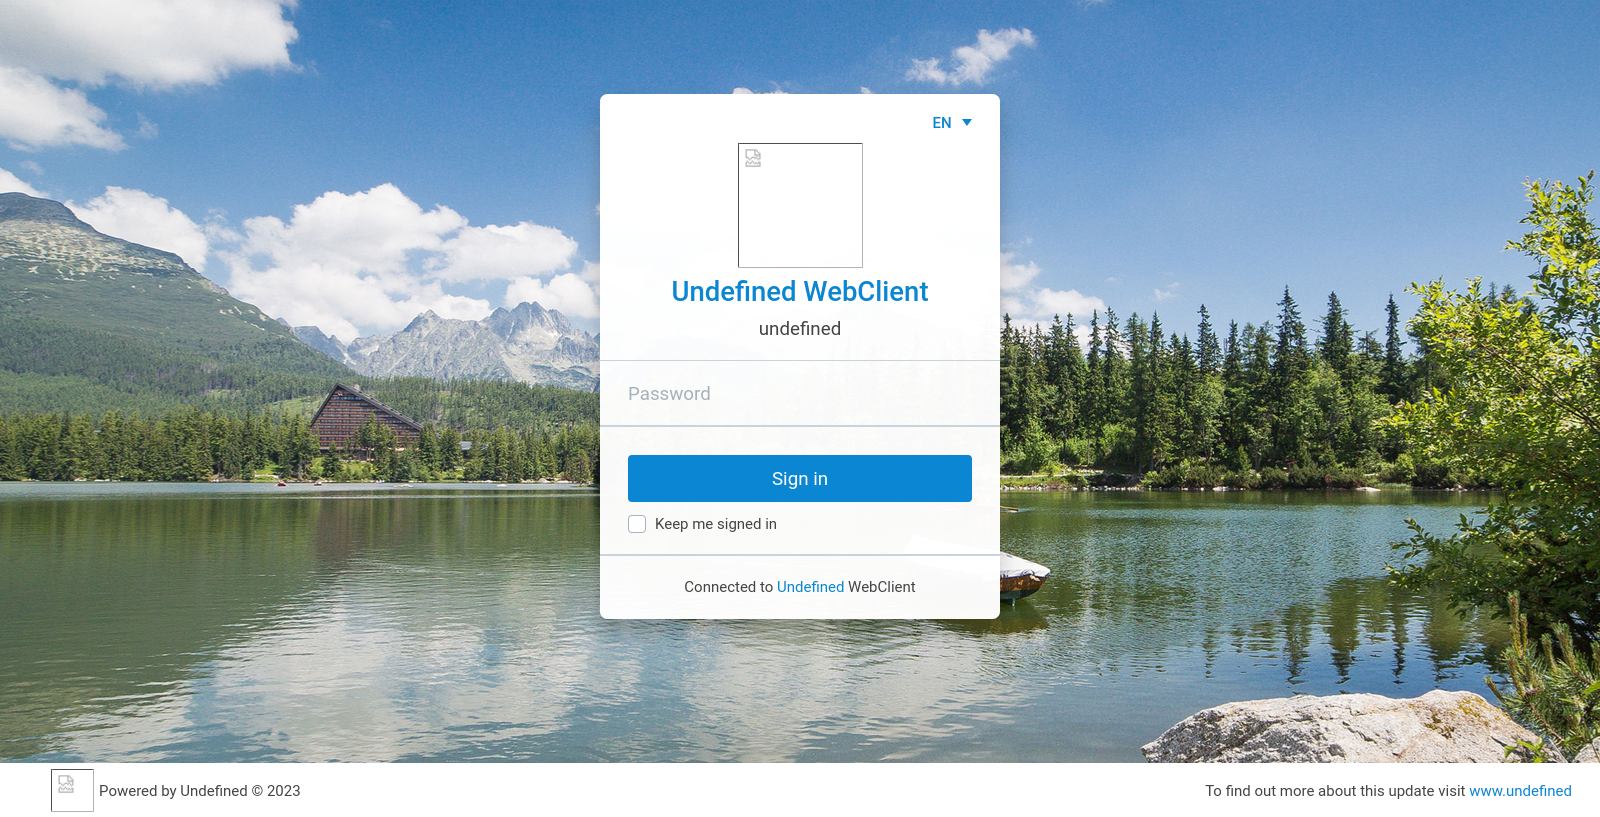 EN
Undefined WebClient
undefined
Password
Sign in
Keep me signed in
Connected to Undefined WebClient
Powered by Undefined © 2023
To find out more about this update visit www.undefined